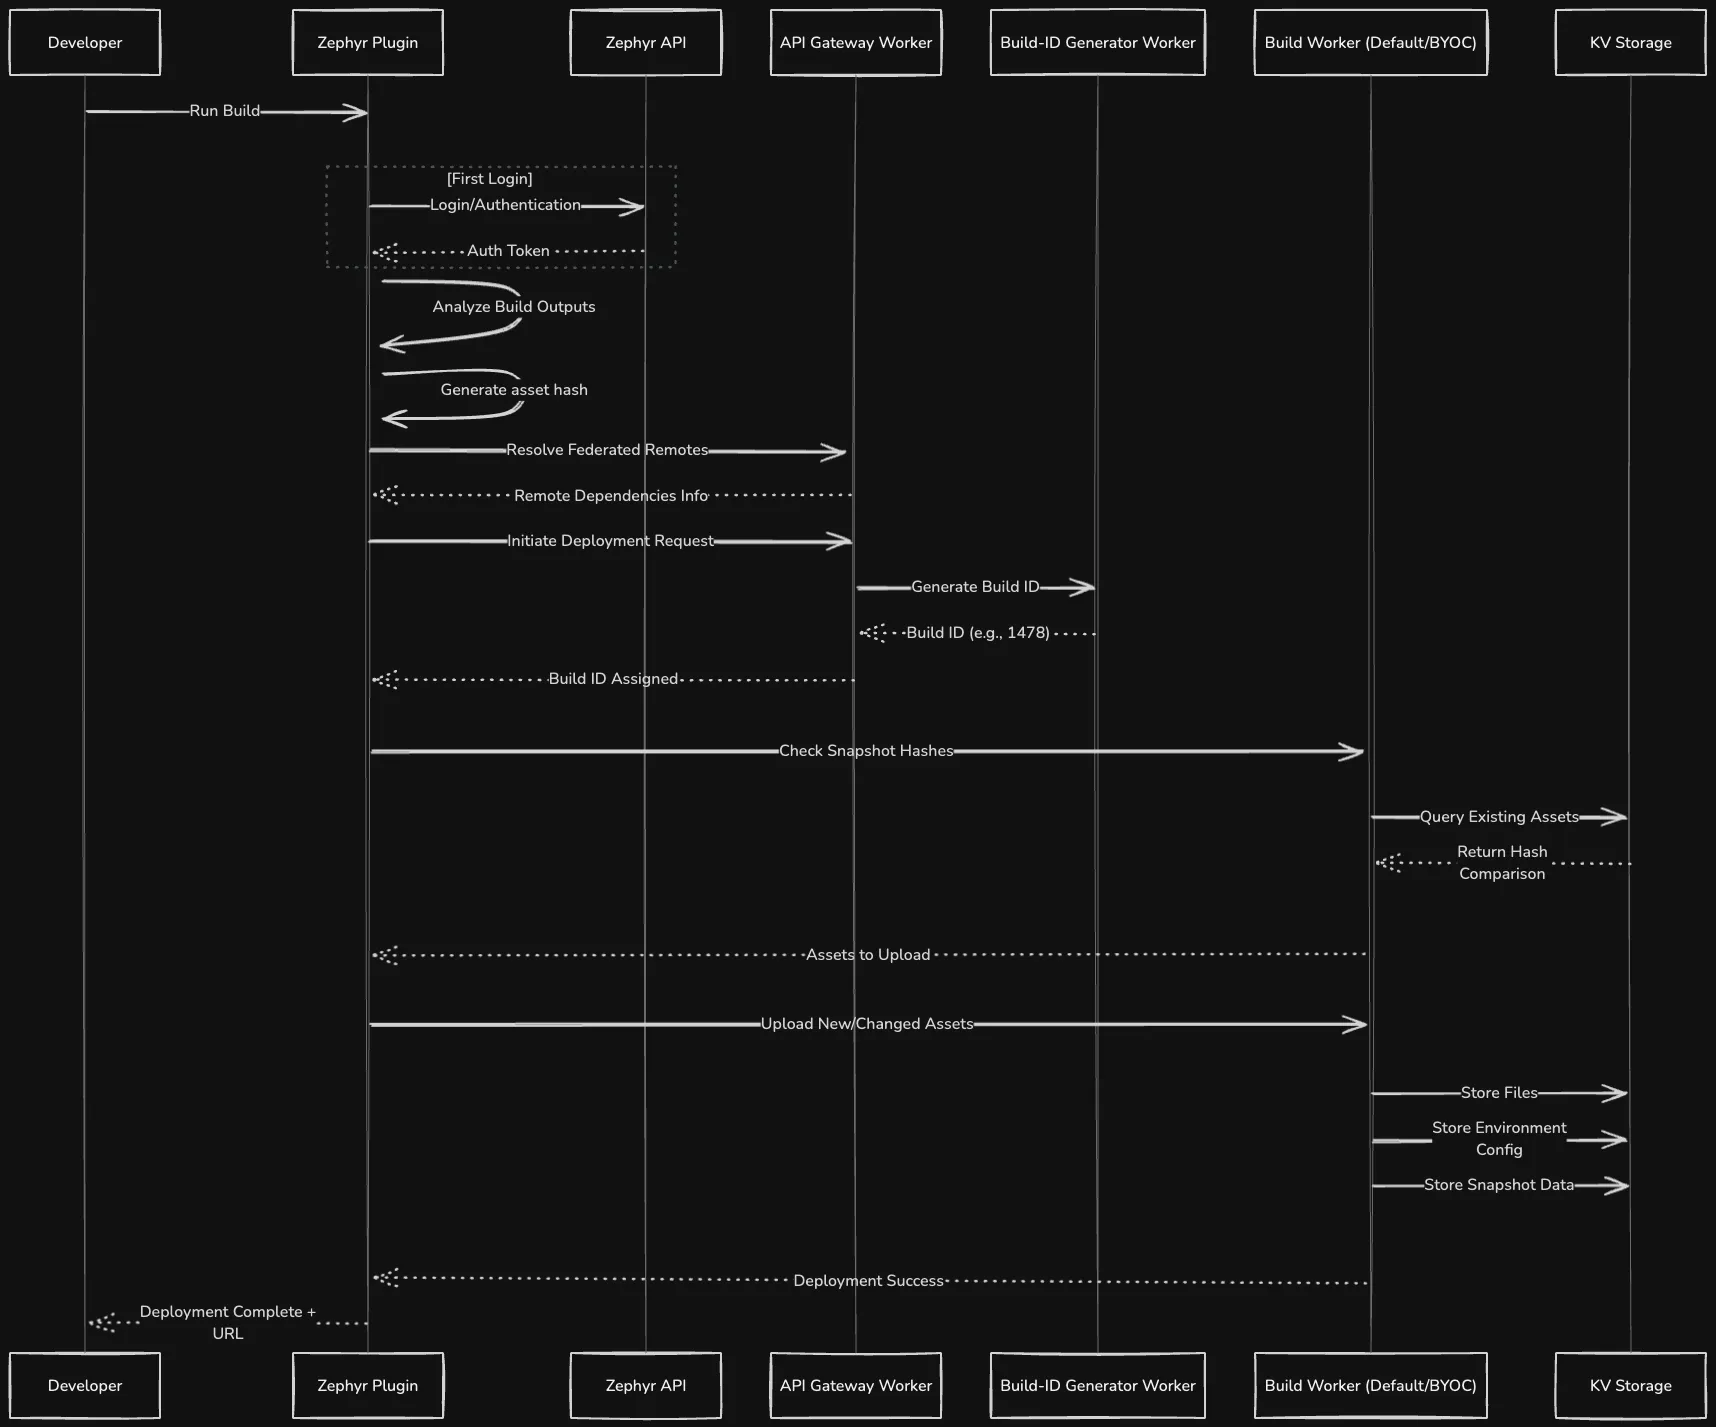 Developer
Zephyr Plugin
Zephyr API
API Gateway Worker
Build-ID Generator Worker
Build Worker (Default/BYOC)
KV Storage
Run Build
[First Login]
Login/Authentication
Auth Token
Analyze Build Outputs
Generate asset hash
Resolve Federated Remotes
Remote Dependencies Info
Initiate Deployment Request
Generate Build ID
Build ID (e.g., 1478)
Build ID Assigned
Check Snapshot Hashes
Query Existing Assets
Return Hash
Comparison
Assets to Upload
Upload New/Changed Assets
Store Files
Store Environment
Config
Store Snapshot Data
Deployment Success
Deployment Complete +
URL
Developer
Zephyr Plugin
Zephyr API
API Gateway Worker
Build-ID Generator Worker
Build Worker (Default/BYOC)
KV Storage